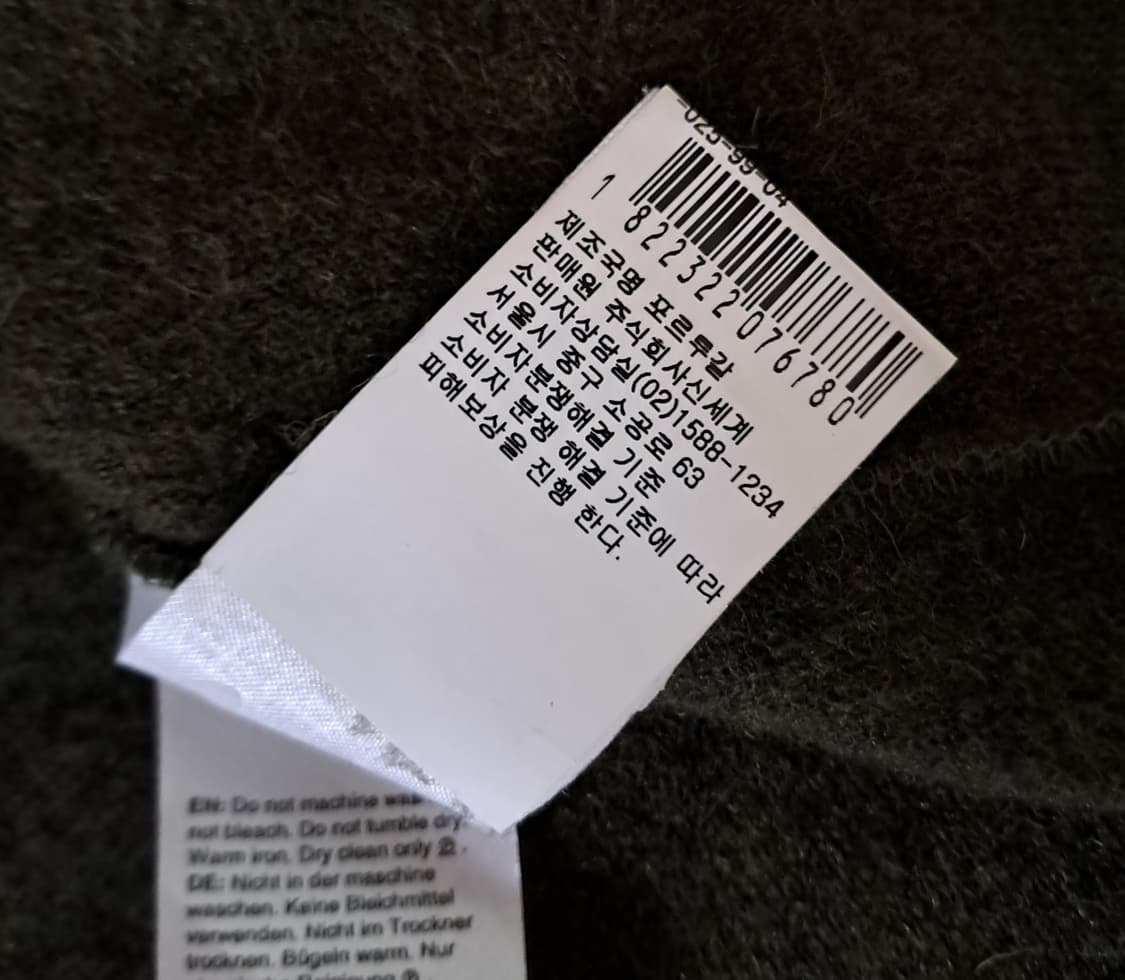 -025-99-04
1 822322076780
제조국명 포르투갈
판매원 주식회사신세계
소비자상담실(02)1588-1234
서울시 중구 소공로 63
소비자분쟁해결 기준
소비자 분쟁 해결 기준에 따라
피해보상을 진행 한다.
EN: Do not machine
not bleach. Do not tumble dry.
Warm iron. Dry clean only Ⓟ.
DE: Nicht in der maschine
waschen. Keine Bleichmittel
verwenden. Nicht im Trockner
trocknen. Bügeln warm. Nur
Reinigung Ⓟ.